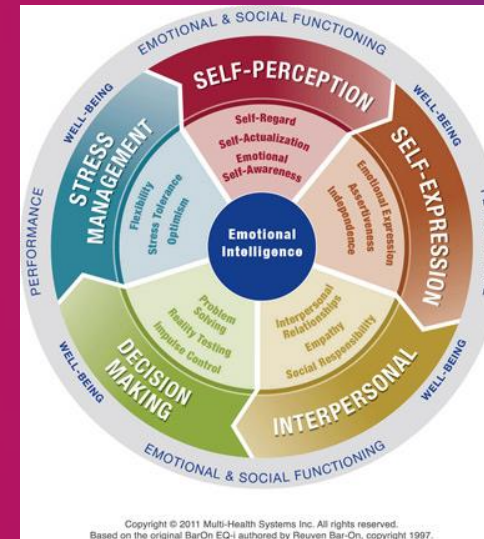 EMOTIONAL & SOCIAL FUNCTIONING
WELL-BEING
WELL-BEING
PERFORMANCE
SELF-PERCEPTION
Self-Regard
Self-Actualization
Emotional
Self-Awareness
SELF-EXPRESSION
Emotional Expression
Assertiveness
Independence
STRESS
MANAGEMENT
Flexibility
Stress Tolerance
Optimism
Emotional
Intelligence
Interpersonal
Relationships
Empathy
Social Responsibility
INTERPERSONAL
Problem
Solving
Reality Testing
Impulse Control
DECISION
MAKING
WELL-BEING
WELL-BEING
EMOTIONAL & SOCIAL FUNCTIONING
Copyright © 2011 Multi-Health Systems Inc. All rights reserved.
Based on the original BarOn EQ-i authored by Reuven Bar-On, copyright 1997.